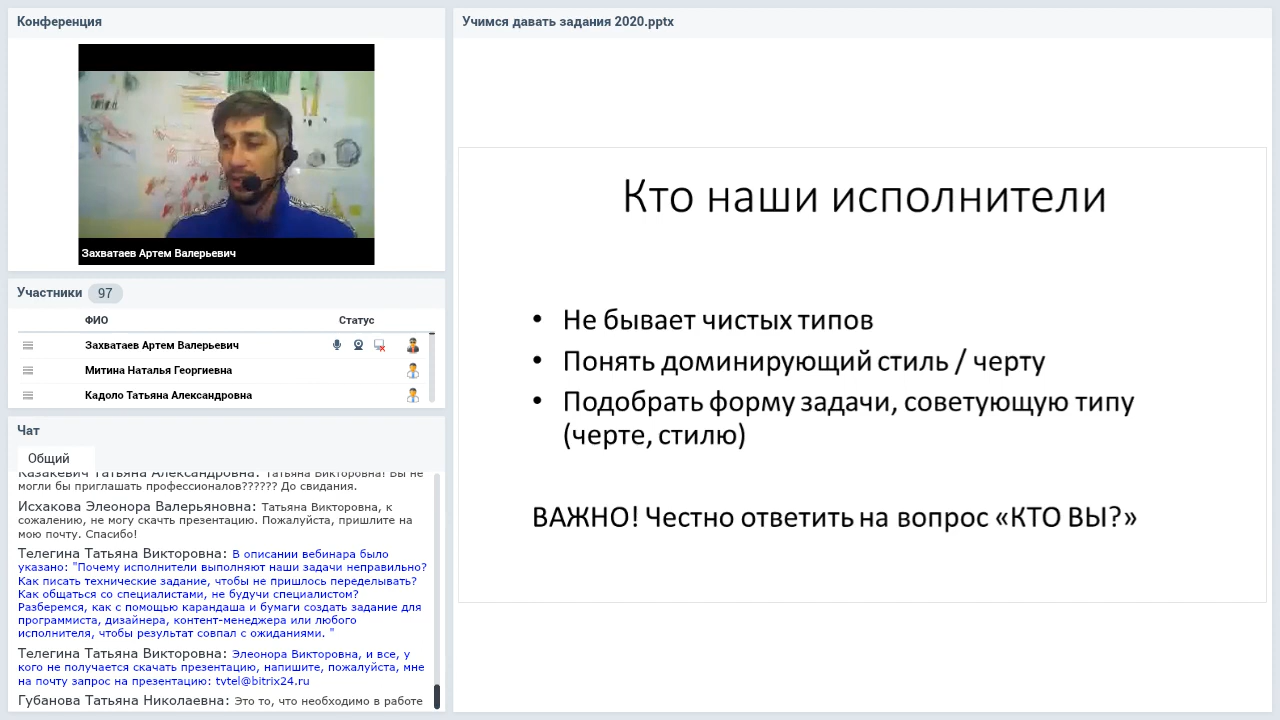 Конференция
Захватаев Артем Валерьевич
Участники 97
ФИО Статус
Захватаев Артем Валерьевич
Митина Наталья Георгиевна
Кадоло Татьяна Александровна
Чат
Общий
Казакевич Татьяна Александровна: Татьяна Викторовна! Вы не
могли бы приглашать профессионалов?????? До свидания.
Исхакова Элеонора Валерьяновна: Татьяна Викторовна, к
сожалению, не могу скачть презентацию. Пожалуйста, пришлите на
мою почту. Спасибо!
Телегина Татьяна Викторовна: В описании вебинара было
указано: "Почему исполнители выполняют наши задачи неправильно?
Как писать технические задание, чтобы не пришлось переделывать?
Как общаться со специалистами, не будучи специалистом?
Разберемся, как с помощью карандаша и бумаги создать задание для
программиста, дизайнера, контент-менеджера или любого
исполнителя, чтобы результат совпал с ожиданиями. "
Телегина Татьяна Викторовна: Элеонора Викторовна, и все, у
кого не получается скачать презентацию, напишите, пожалуйста, мне
на почту запрос на презентацию: tvtel@bitrix24.ru
Губанова Татьяна Николаевна: Это то, что необходимо в работе
Учимся давать задания 2020.pptx
Кто наши исполнители
• Не бывает чистых типов
• Понять доминирующий стиль / черту
• Подобрать форму задачи, советующую типу
(черте, стилю)
ВАЖНО! Честно ответить на вопрос «КТО ВЫ?»